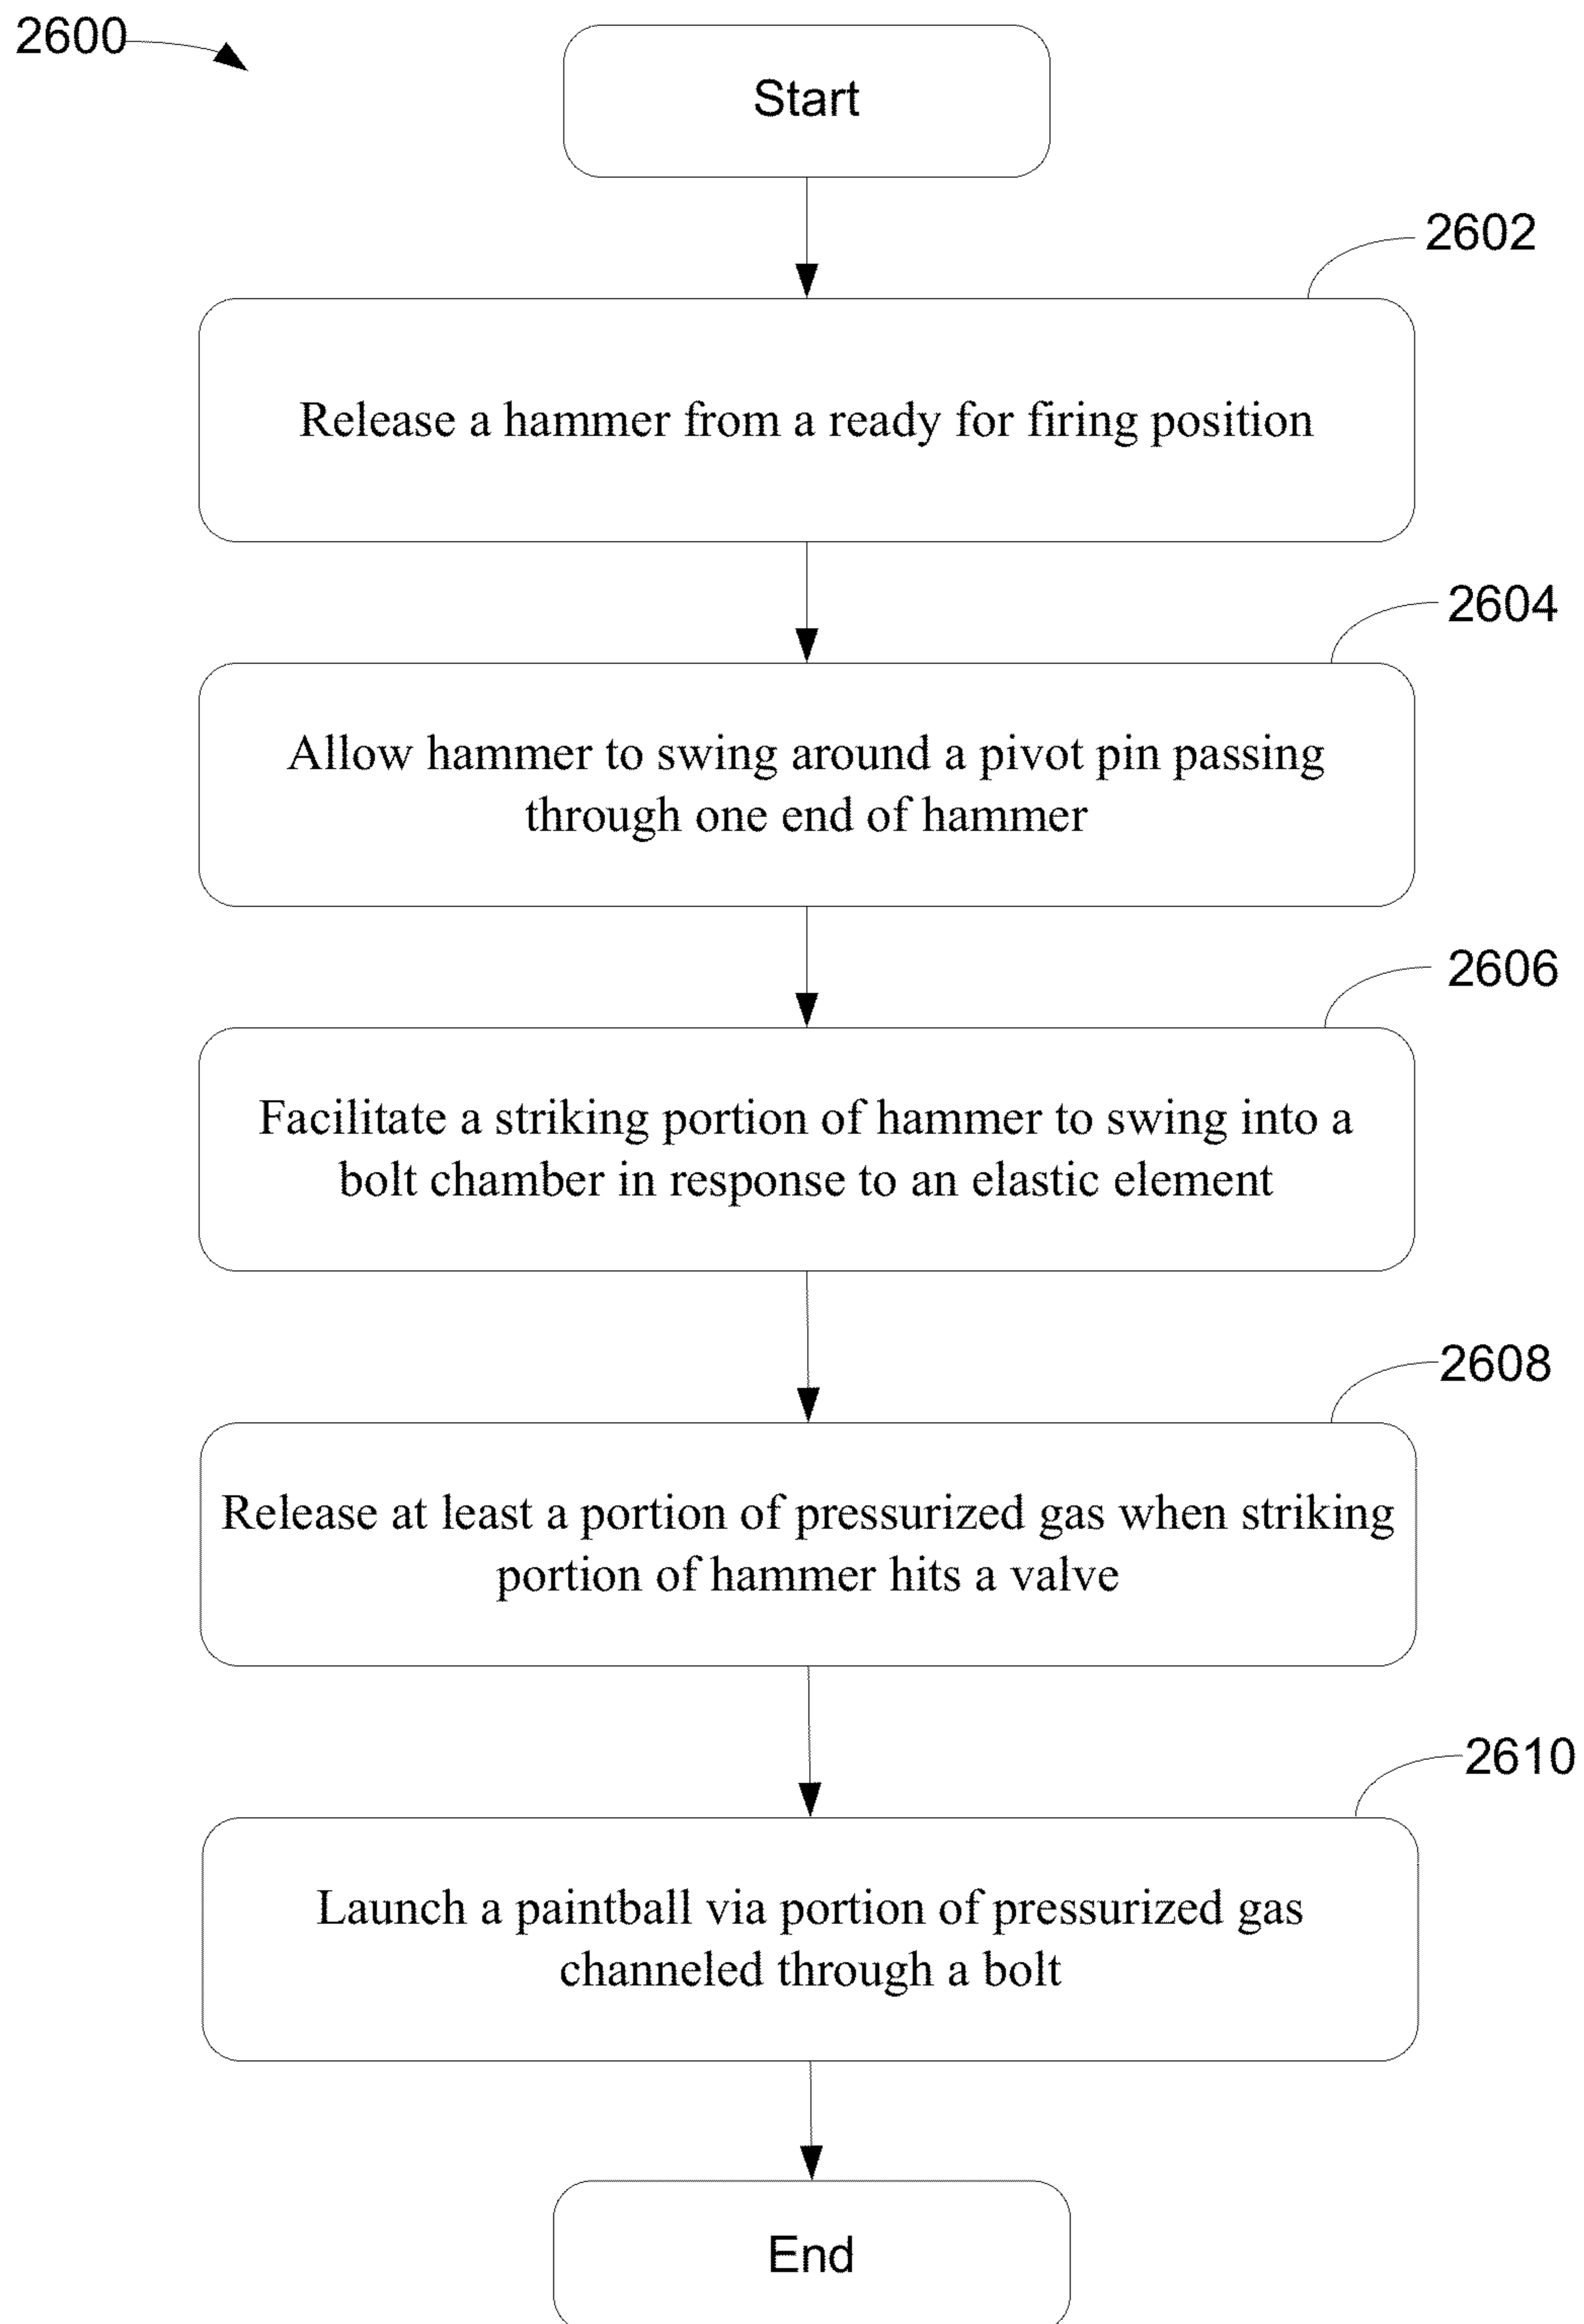 2600
Start
2602
Release a hammer from a ready for firing position
2604
Allow hammer to swing around a pivot pin passing
through one end of hammer
2606
Facilitate a striking portion of hammer to swing into a
bolt chamber in response to an elastic element
2608
Release at least a portion of pressurized gas when striking
portion of hammer hits a valve
2610
Launch a paintball via portion of pressurized gas
channeled through a bolt
End